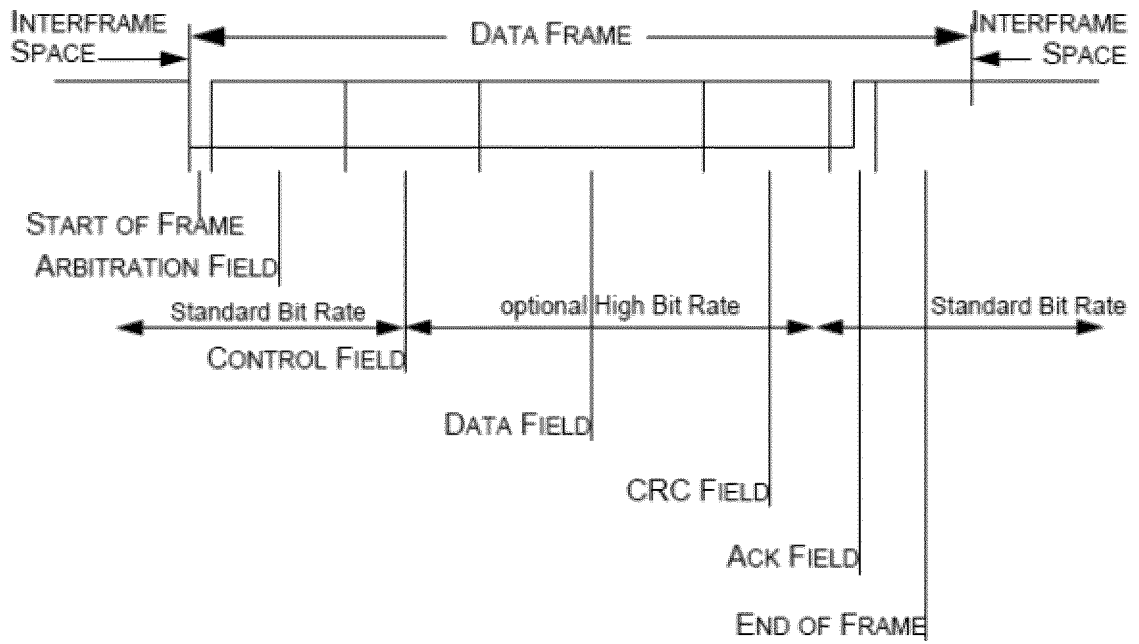 INTERFRAME
SPACE
DATA FRAME
INTERFRAME
SPACE
START OF FRAME
ARBITRATION FIELD
Standard Bit Rate
optional High Bit Rate
Standard Bit Rate
CONTROL FIELD
DATA FIELD
CRC FIELD
ACK FIELD
END OF FRAME